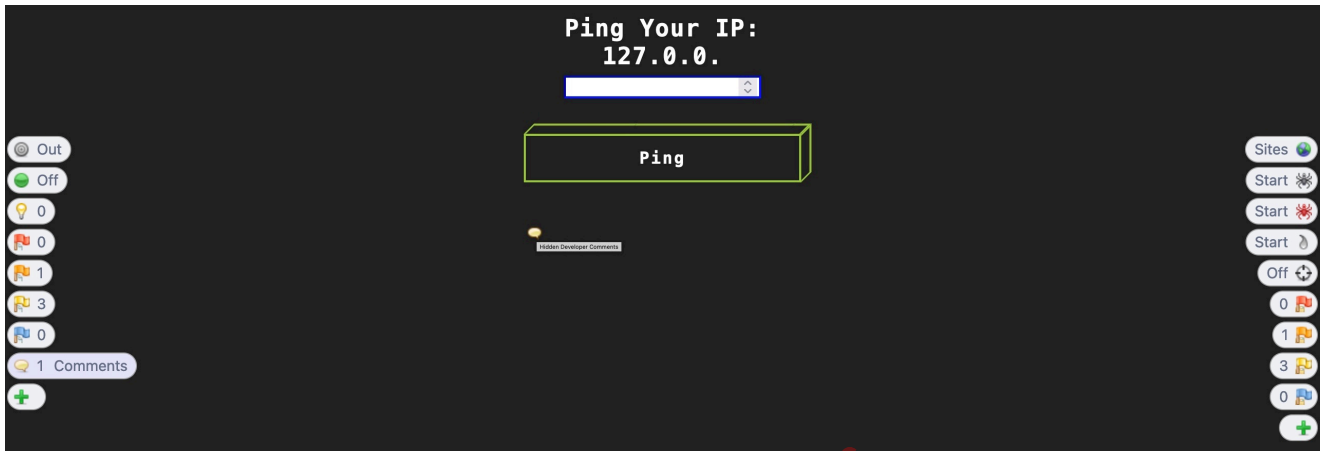 Ping Your IP:
127.0.0.
Ping
Hidden Developer Comments
Out
Off
0
0
1
3
0
1 Comments
Sites
Start
Start
Start
Off
0
1
3
0